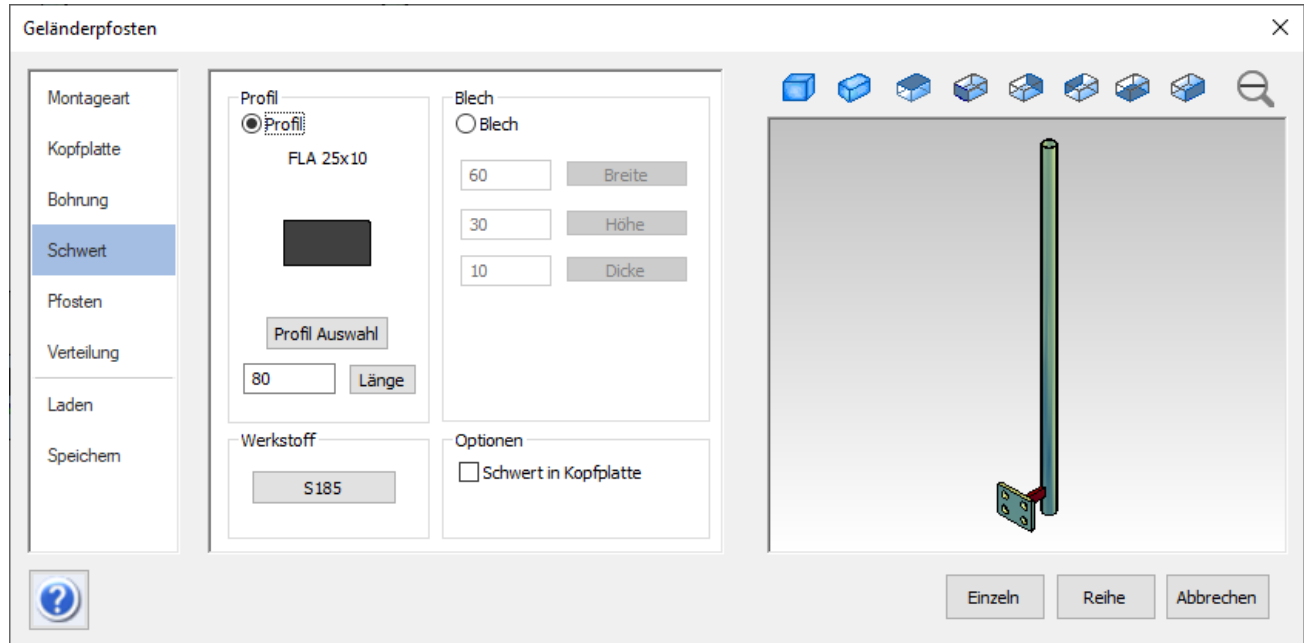 Geländerpfosten
Montageart
Kopfplatte
Bohrung
Schwert
Pfosten
Verteilung
Laden
Speichern
Profil
Profil
FLA 25x10
Profil Auswahl
80 Länge
Blech
Blech
60 Breite
30 Höhe
10 Dicke
Werkstoff
S185
Optionen
Schwert in Kopfplatte
Einzeln Reihe Abbrechen